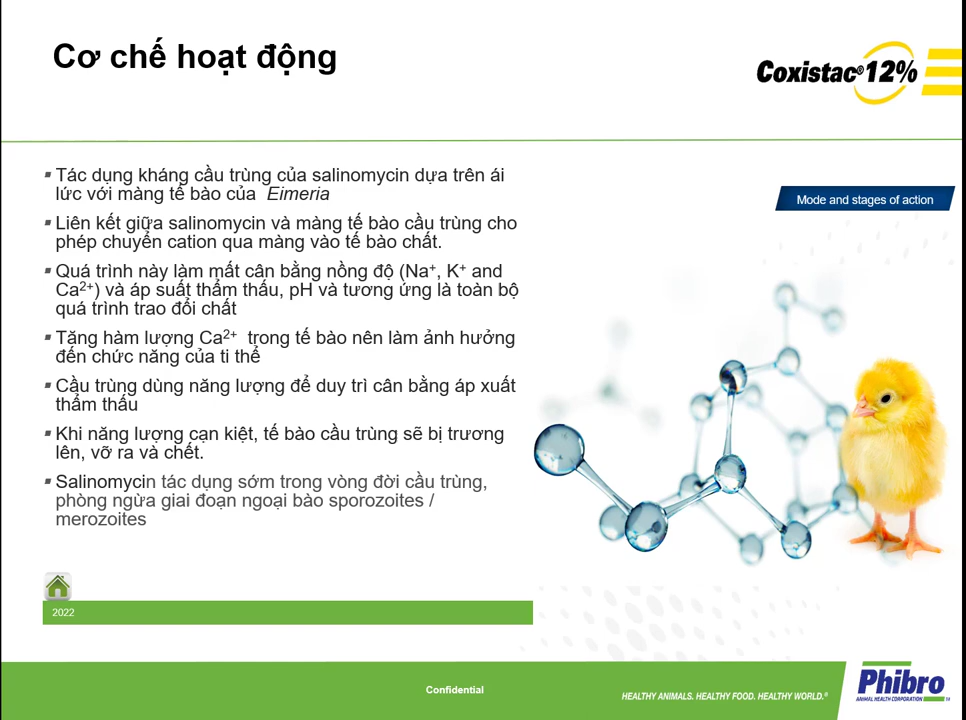 Cơ chế hoạt động
Coxistac® 12%
▪ Tác dụng kháng cầu trùng của salinomycin dựa trên ái
lức với màng tế bào của Eimeria
▪ Liên kết giữa salinomycin và màng tế bào cầu trùng cho
phép chuyển cation qua màng vào tế bào chất.
▪ Quá trình này làm mất cân bằng nồng độ (Na⁺, K⁺ and
Ca²⁺) và áp suất thẩm thấu, pH và tương ứng là toàn bộ
quá trình trao đổi chất
▪ Tăng hàm lượng Ca²⁺ trong tế bào nên làm ảnh hưởng
đến chức năng của ti thể
▪ Cầu trùng dùng năng lượng để duy trì cân bằng áp xuất
thẩm thấu
▪ Khi năng lượng cạn kiệt, tế bào cầu trùng sẽ bị trương
lên, vỡ ra và chết.
▪ Salinomycin tác dụng sớm trong vòng đời cầu trùng,
phòng ngừa giai đoạn ngoại bào sporozoites /
merozoites
Mode and stages of action
2022
Confidential
HEALTHY ANIMALS. HEALTHY FOOD. HEALTHY WORLD.®
Phibro
ANIMAL HEALTH CORPORATION